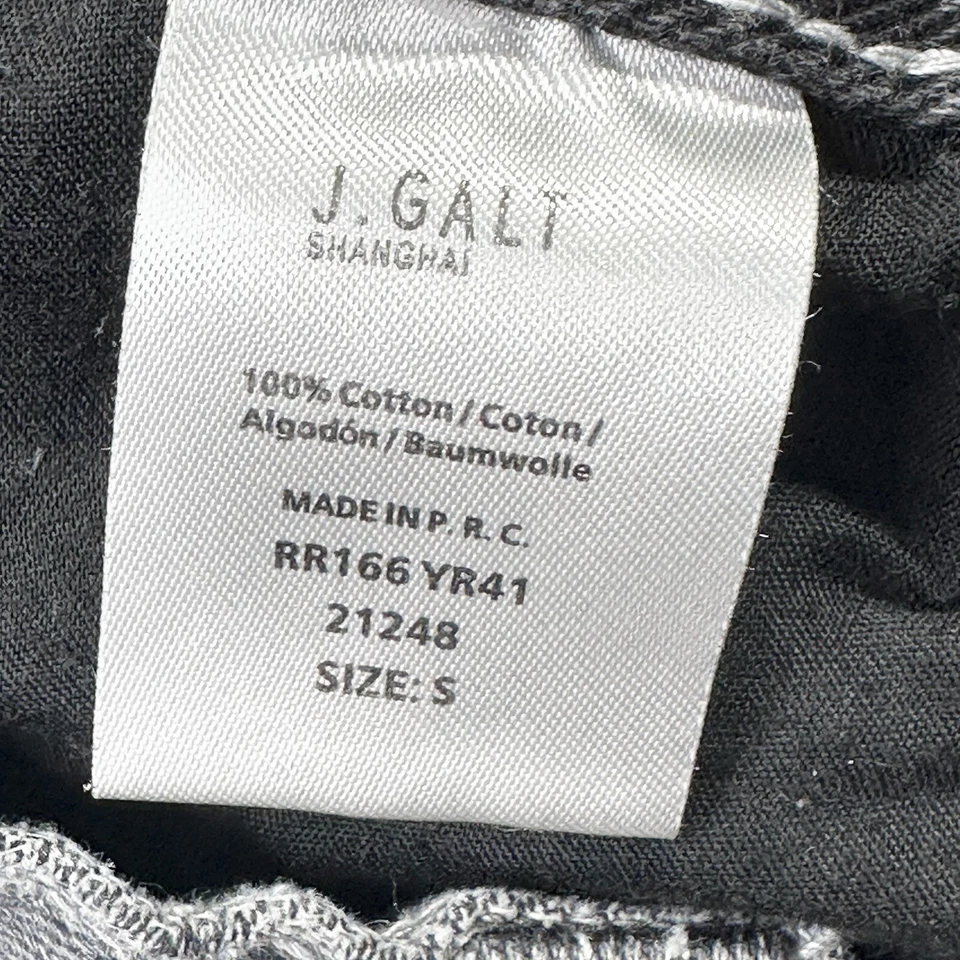 J.GALT
SHANGHAI
100% Cotton / Coton /
Algodón / Baumwolle
MADE IN P. R. C.
RR166 YR41
21248
SIZE: S